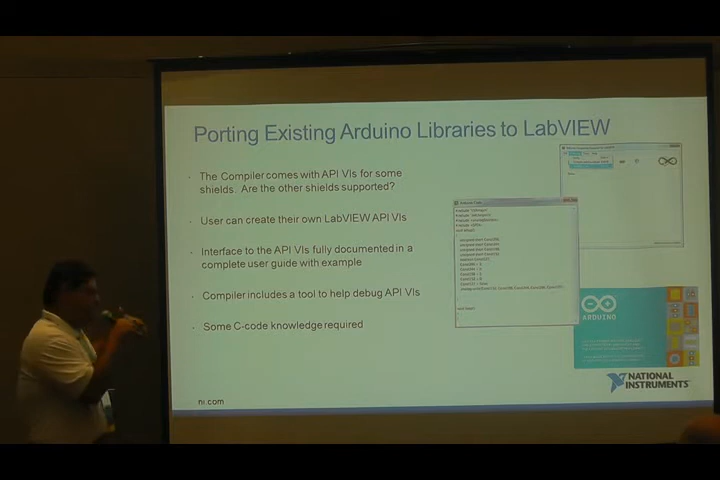 Porting Existing Arduino Libraries to LabVIEW
The Compiler comes with API VIs for some
shields. Are the other shields supported?
User can create their own LabVIEW API VIs
Interface to the API VIs fully documented in a
complete user guide with example
Compiler includes a tool to help debug API VIs
Some C-code knowledge required
ARDUINO
NATIONAL
INSTRUMENTS
ni.com